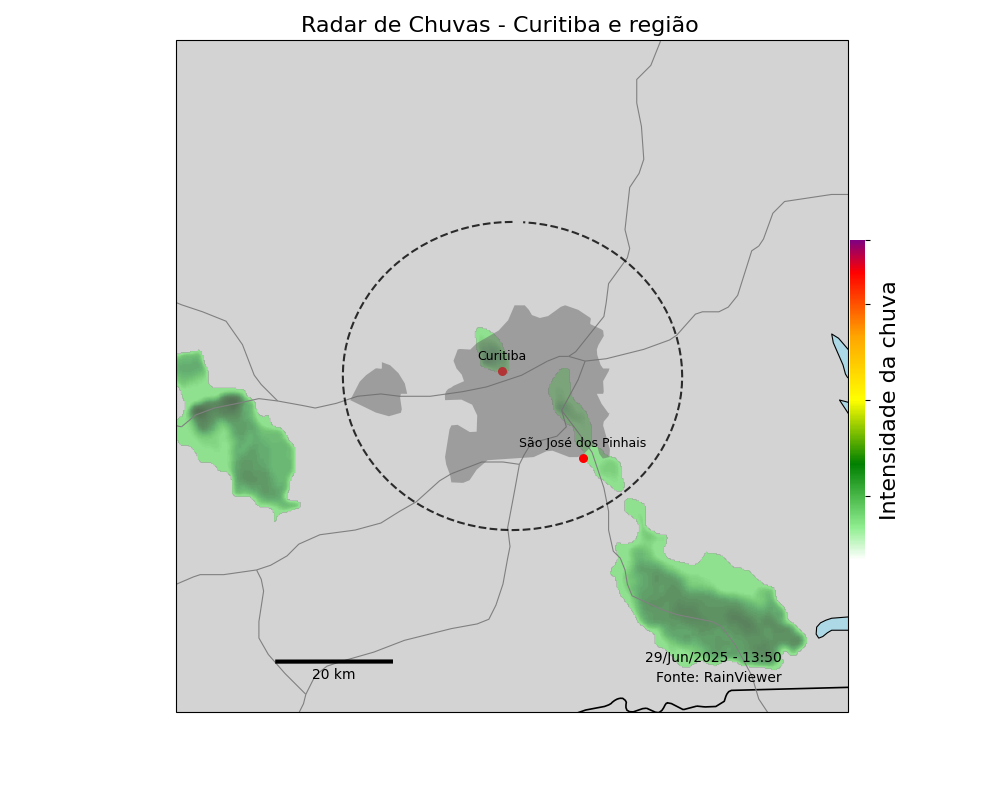 Radar de Chuvas - Curitiba e região
Curitiba
São José dos Pinhais
Intensidade da chuva
29/Jun/2025 - 13:50
20 km
Fonte: RainViewer